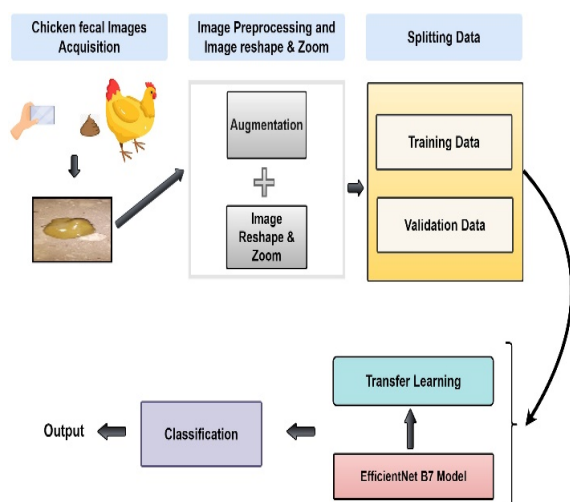 Chicken fecal Images
Acquisition
Image Preprocessing and
Image reshape & Zoom
Splitting Data
Augmentation
Image
Reshape &
Zoom
Training Data
Validation Data
Transfer Learning
EfficientNet B7 Model
Classification
Output